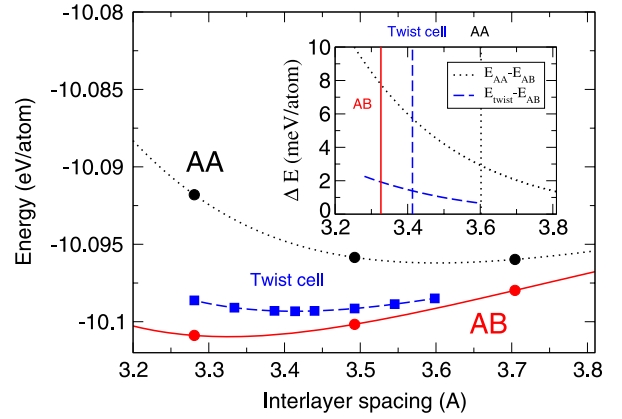 Twist cell AA
-10.08
-10.085
-10.09
-10.095
-10.1
Energy (eV/atom)
10
8
6
4
2
0
Δ E (meV/atom)
AB
E_AA-E_AB
E_twist-E_AB
3.2 3.4 3.6 3.8
AA
Twist cell
AB
3.2 3.3 3.4 3.5 3.6 3.7 3.8
Interlayer spacing (A)